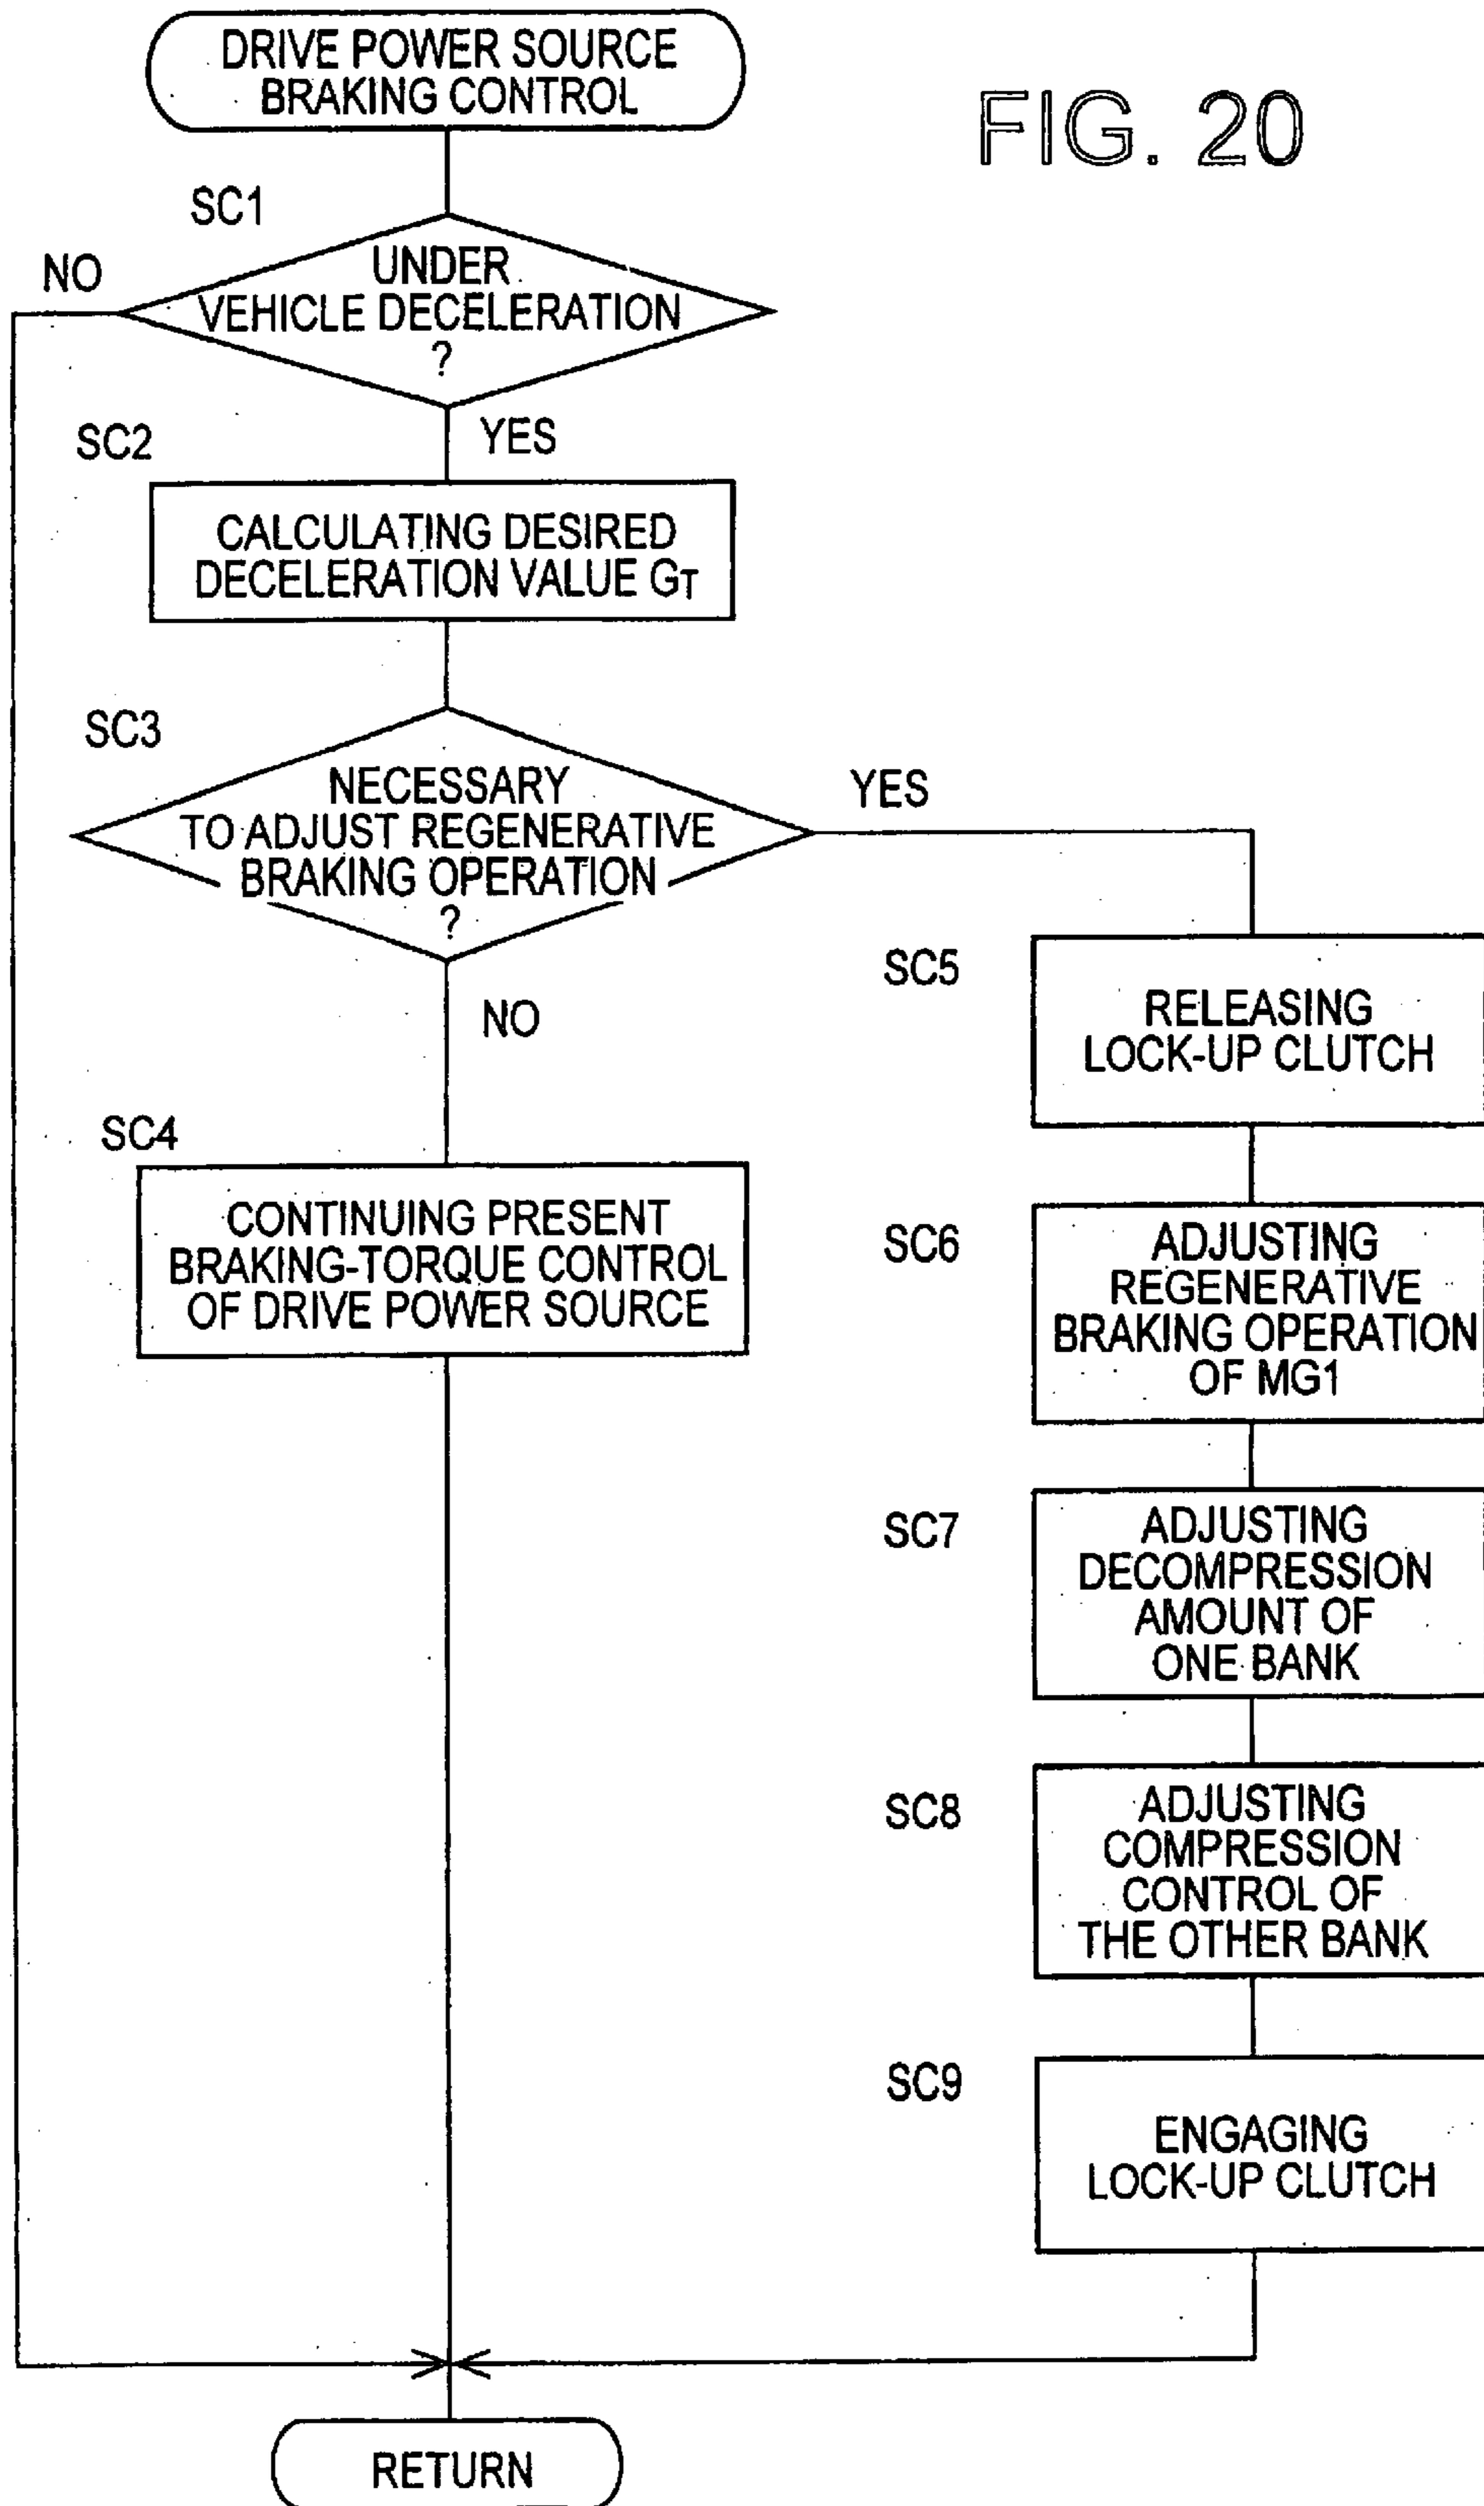 DRIVE POWER SOURCE
BRAKING CONTROL
FIG. 20
SC1
NO
UNDER
VEHICLE DECELERATION
?
YES
SC2
CALCULATING DESIRED
DECELERATION VALUE GT
SC3
NECESSARY
TO ADJUST REGENERATIVE
BRAKING OPERATION
?
YES
NO
SC4
CONTINUING PRESENT
BRAKING-TORQUE CONTROL
OF DRIVE POWER SOURCE
SC5
RELEASING
LOCK-UP CLUTCH
SC6
ADJUSTING
REGENERATIVE
BRAKING OPERATION
OF MG1
SC7
ADJUSTING
DECOMPRESSION
AMOUNT OF
ONE BANK
SC8
ADJUSTING
COMPRESSION
CONTROL OF
THE OTHER BANK
SC9
ENGAGING
LOCK-UP CLUTCH
RETURN